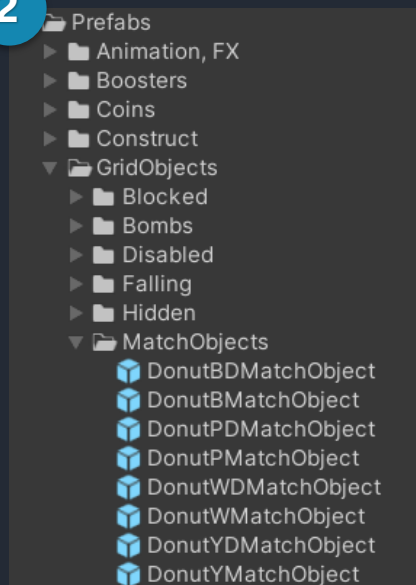 2
Prefabs
Animation, FX
Boosters
Coins
Construct
GridObjects
Blocked
Bombs
Disabled
Falling
Hidden
MatchObjects
DonutBDMatchObject
DonutBMatchObject
DonutPDMatchObject
DonutPMatchObject
DonutWDMatchObject
DonutWMatchObject
DonutYDMatchObject
DonutYMatchObject